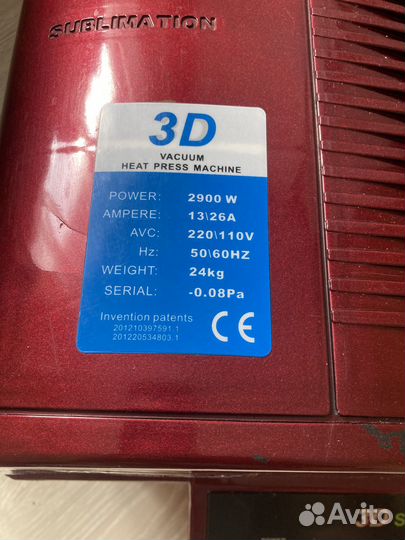 SUBLIMATION
3D
VACUUM
HEAT PRESS MACHINE
POWER: 2900 W
AMPERE: 13\26A
AVC: 220\110V
Hz: 50\60HZ
WEIGHT: 24kg
SERIAL: -0.08Pa
Invention patents
201210397591.1
201220534803.1
CE
3D S
Avito